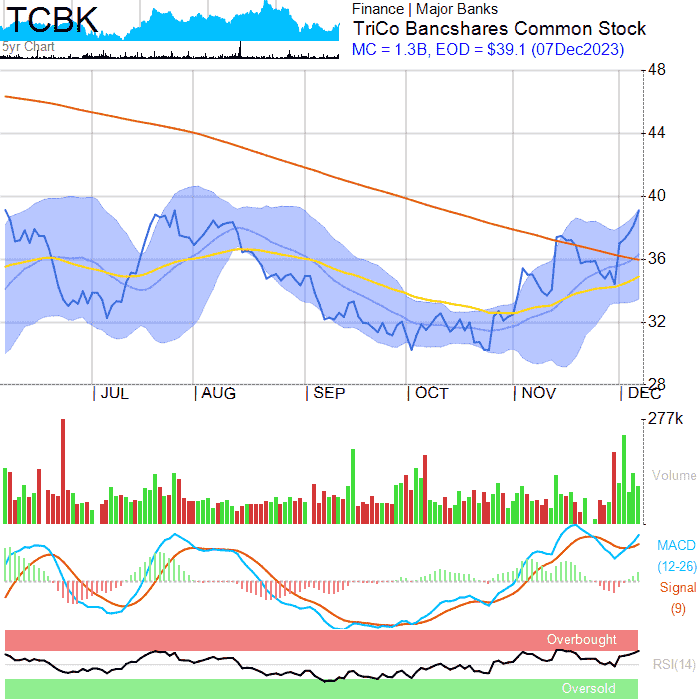 TCBK
5yr Chart
Finance | Major Banks
TriCo Bancshares Common Stock
MC = 1.3B, EOD = $39.1 (07Dec2023)
48
44
40
36
32
28
JUL AUG SEP OCT NOV DEC
277k
Volume
MACD
(12-26)
Signal
(9)
Overbought
RSI(14)
Oversold